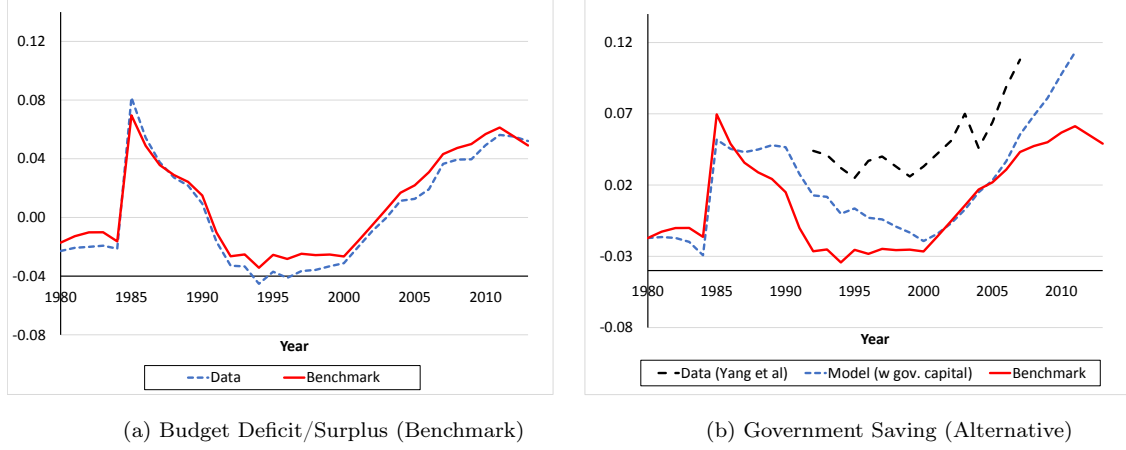 0.12
0.08
0.04
0.00
-0.04
1980 1985 1990 1995 2000 2005 2010
-0.08
Year
Data Benchmark
(a) Budget Deficit/Surplus (Benchmark)
0.12
0.07
0.02
-0.03
1980 1985 1990 1995 2000 2005 2010
-0.08
Year
Data (Yang et al) Model (w gov. capital) Benchmark
(b) Government Saving (Alternative)